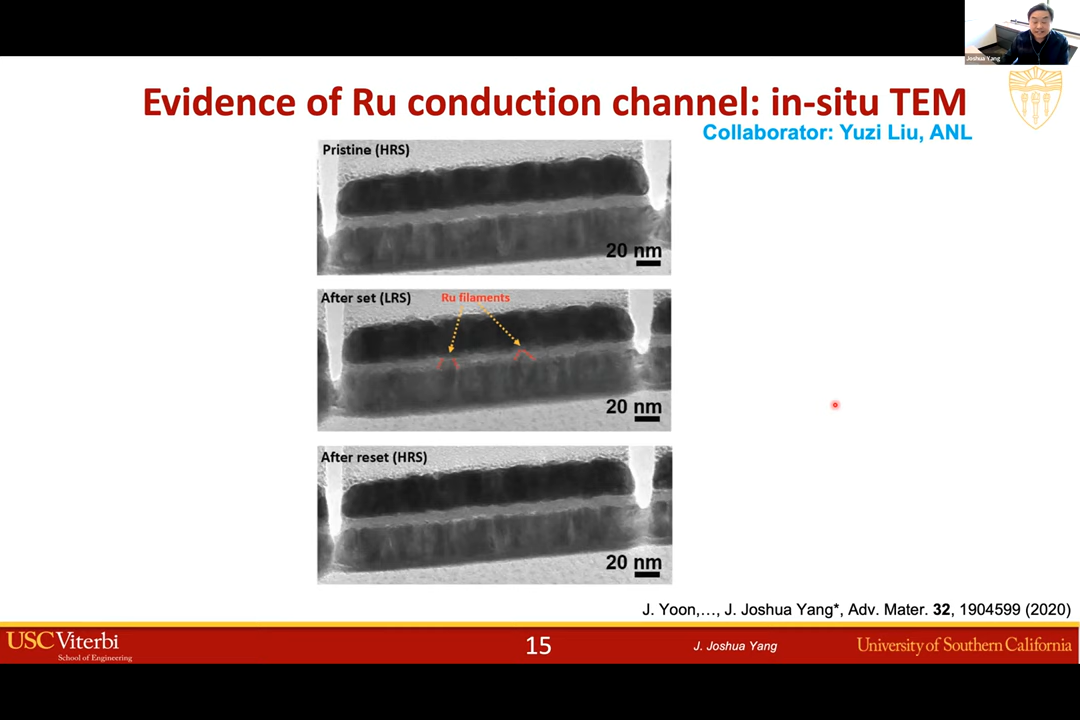 Joshua Yang
Evidence of Ru conduction channel: in-situ TEM
Collaborator: Yuzi Liu, ANL
Pristine (HRS)
20 nm
After set (LRS)
Ru filaments
20 nm
After reset (HRS)
20 nm
J. Yoon,..., J. Joshua Yang*, Adv. Mater. 32, 1904599 (2020)
USC Viterbi
School of Engineering
15
J. Joshua Yang
University of Southern California